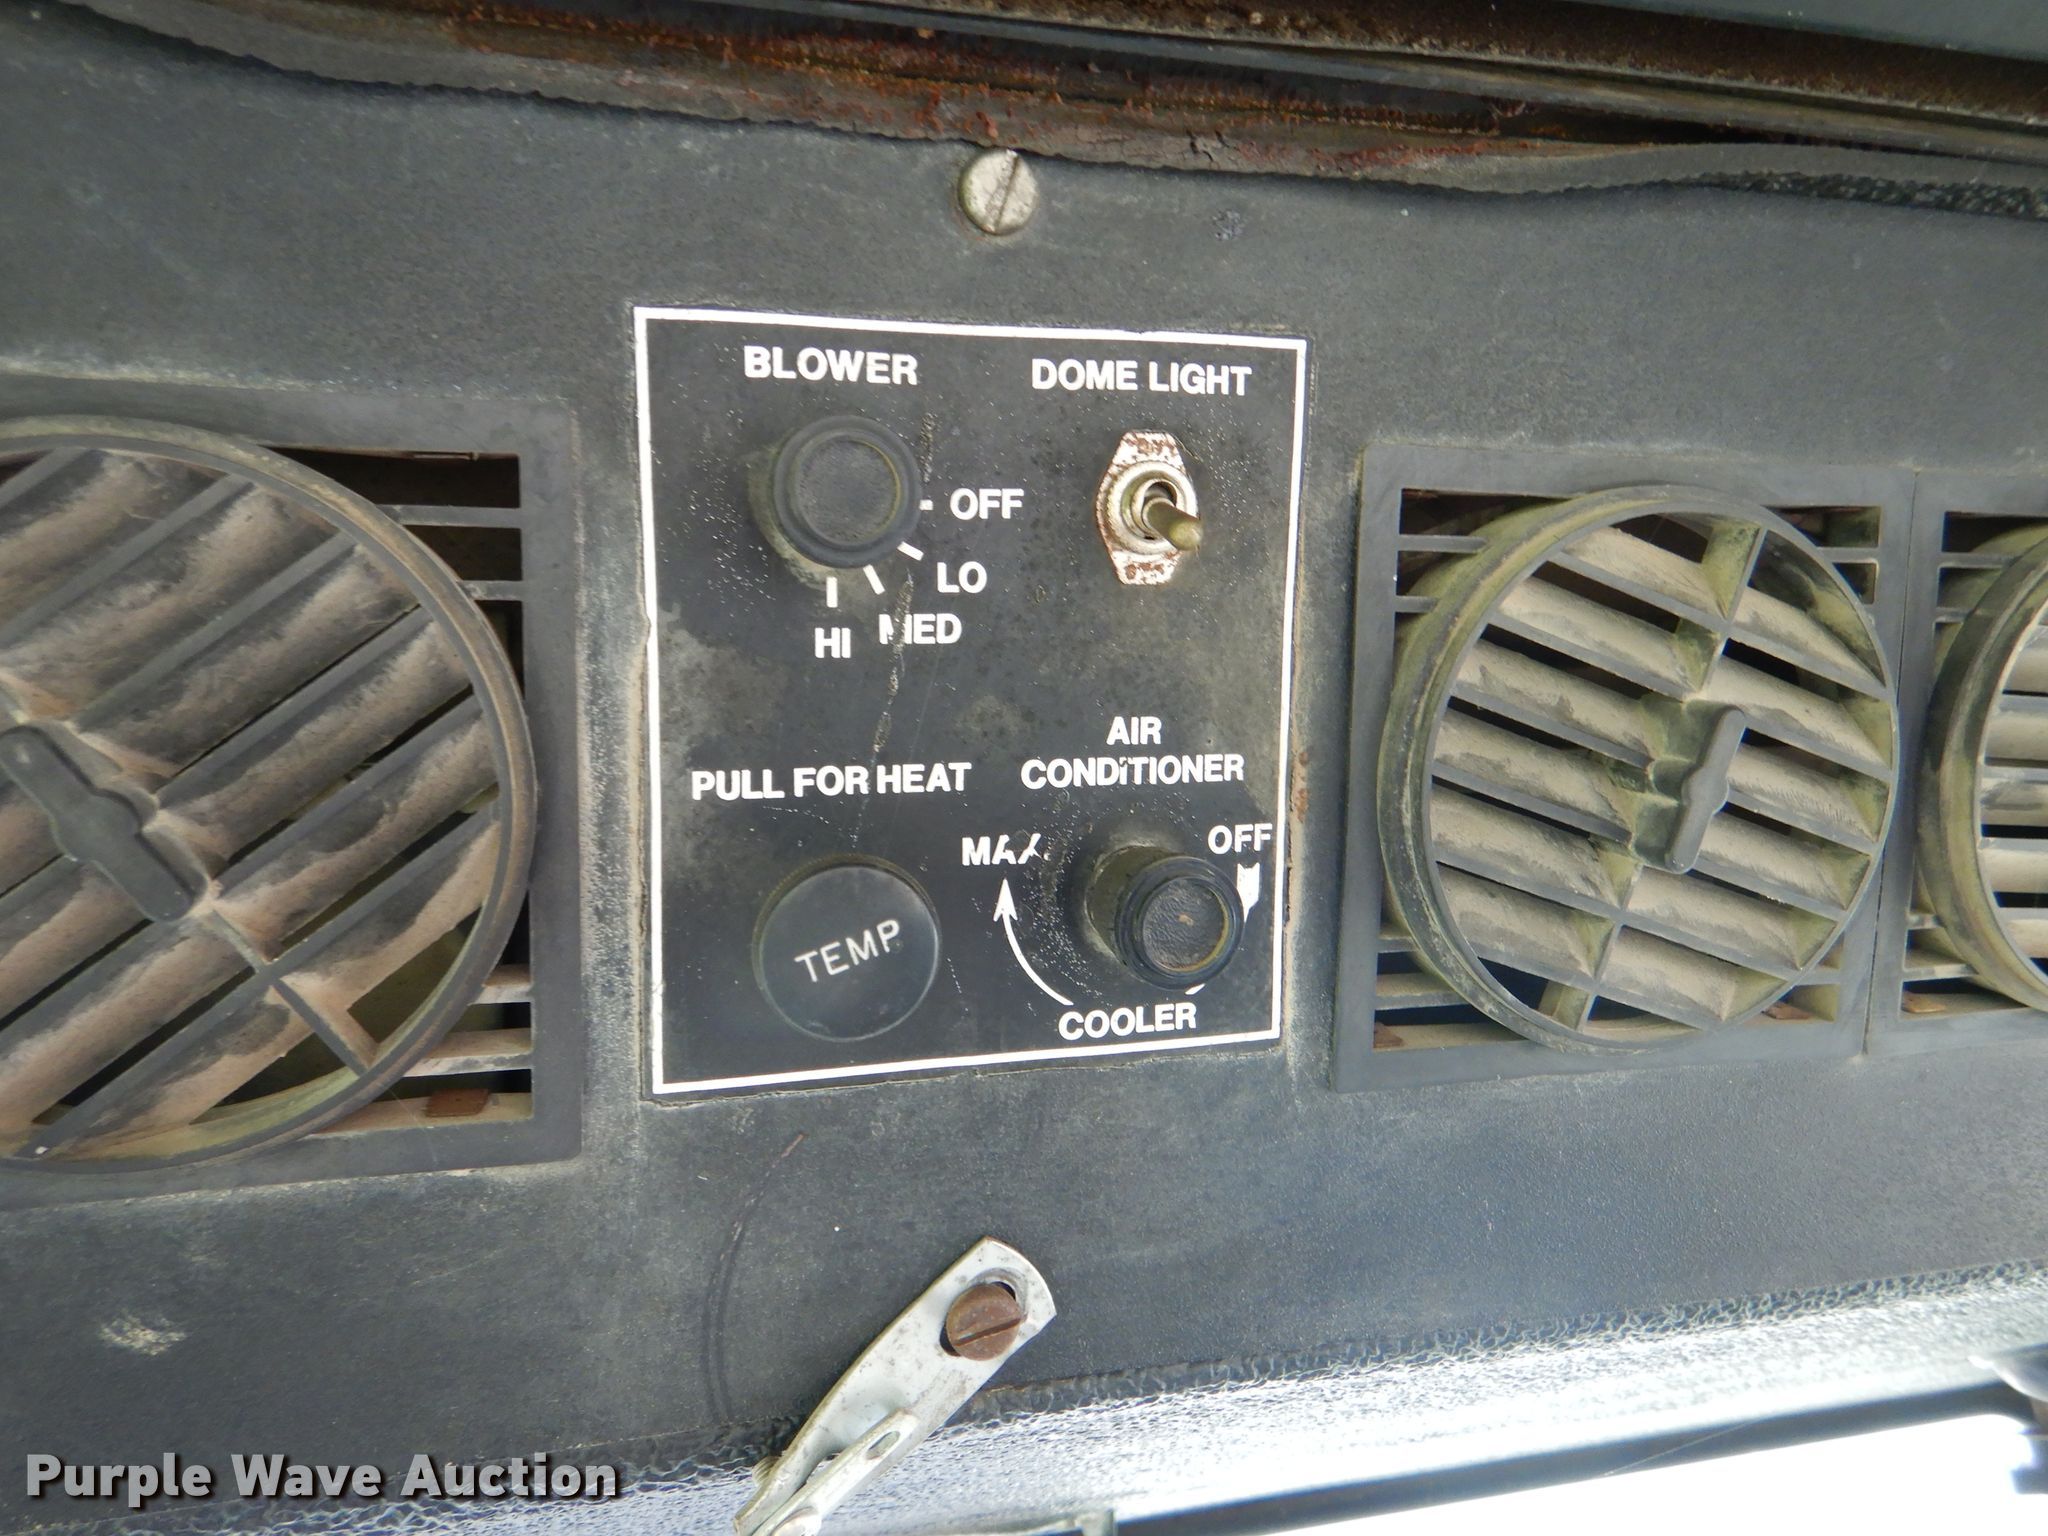 BLOWER
DOME LIGHT
OFF
LO
MED
HI
PULL FOR HEAT
AIR
CONDITIONER
MAX.
OFF
TEMP
COOLER
Purple Wave Auction